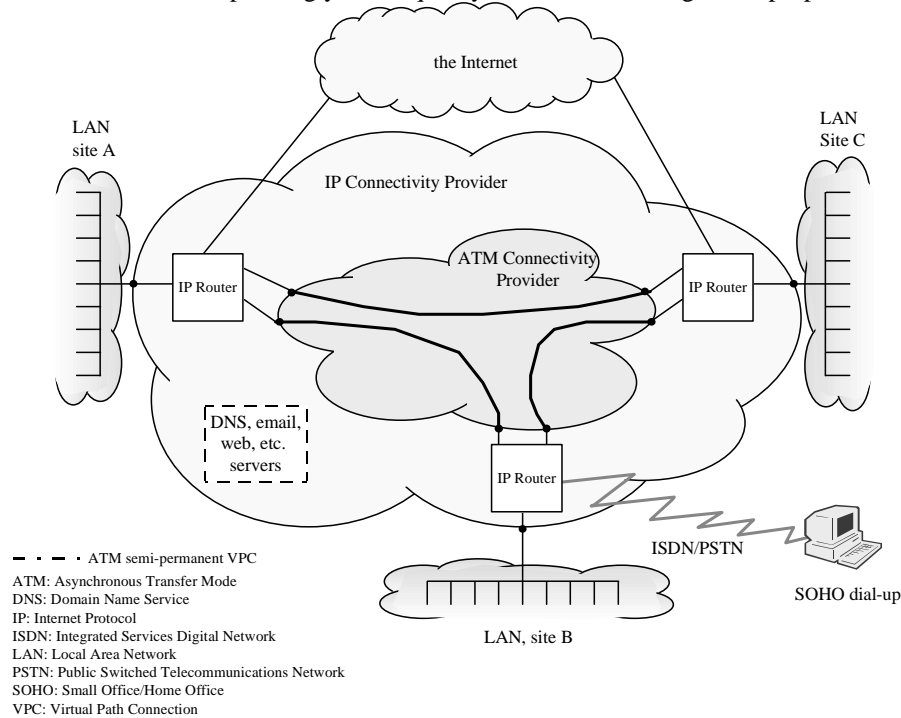 the Internet
LAN
site A
LAN
Site C
IP Connectivity Provider
ATM Connectivity
Provider
IP Router
IP Router
DNS, email,
web, etc.
servers
IP Router
ISDN/PSTN
SOHO dial-up
LAN, site B
ATM semi-permanent VPC
ATM: Asynchronous Transfer Mode
DNS: Domain Name Service
IP: Internet Protocol
ISDN: Integrated Services Digital Network
LAN: Local Area Network
PSTN: Public Switched Telecommunications Network
SOHO: Small Office/Home Office
VPC: Virtual Path Connection